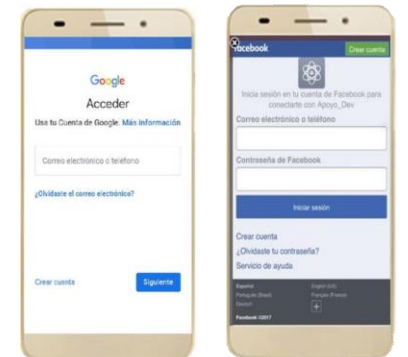 Google
Acceder
Usa tu Cuenta de Google. Más información
Correo electrónico o teléfono
¿Olvidaste el correo electrónico?
Crear cuenta
Siguiente
facebook
Crear cuenta
Inicia sesión en tu cuenta de Facebook para
conectarte con Apoyo_Dev
Correo electrónico o teléfono
Contraseña de Facebook
Iniciar sesión
Crear cuenta
¿Olvidaste tu contraseña?
Servicio de ayuda
Español
English (US)
Português (Brasil)
Français (France)
Deutsch
Facebook ©2017